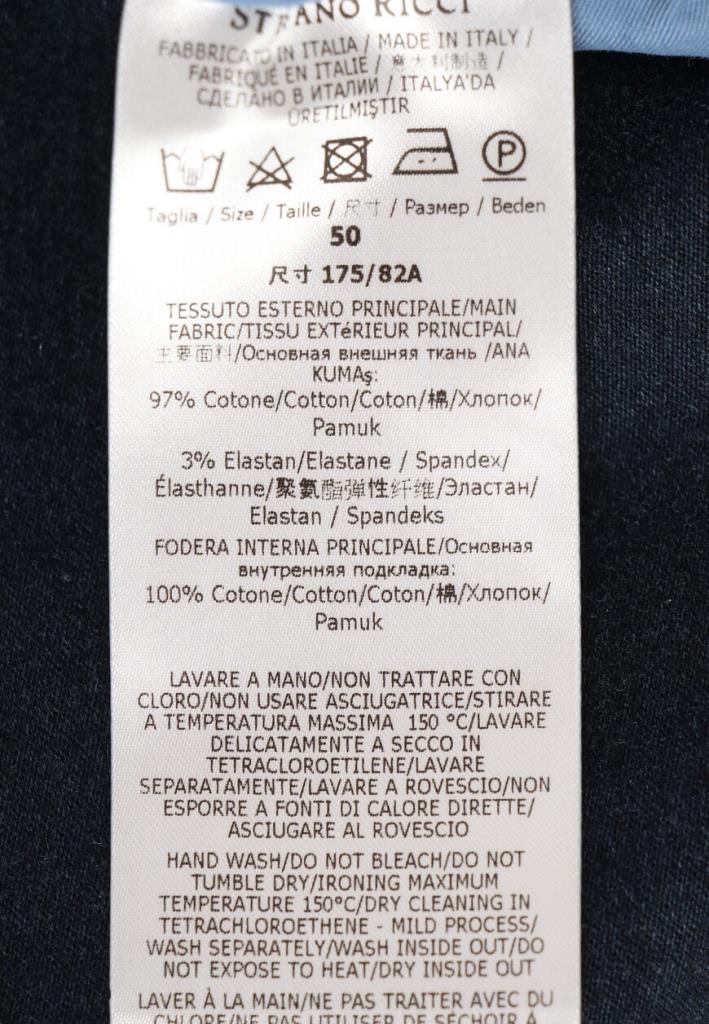 STEFANO RICCI
FABBRICATO IN ITALIA / MADE IN ITALY /
FABRIQUÉ EN ITALIE / 意大利制造 /
СДЕЛАНО В ИТАЛИИ / ITALYA'DA
ÜRETILMIŞTIR
P
Taglia / Size / Taille / 尺寸 / Размер / Beden
50
尺寸 175/82A
TESSUTO ESTERNO PRINCIPALE/MAIN
FABRIC/TISSU EXTéRIEUR PRINCIPAL/
主要面料/Основная внешняя ткань /ANA
KUMAş:
97% Cotone/Cotton/Coton/棉/Хлопок/
Pamuk
3% Elastan/Elastane / Spandex/
Élasthanne/聚氨酯弹性纤维/Эластан/
Elastan / Spandeks
FODERA INTERNA PRINCIPALE/Основная
внутренняя подкладка:
100% Cotone/Cotton/Coton/棉/Хлопок/
Pamuk
LAVARE A MANO/NON TRATTARE CON
CLORO/NON USARE ASCIUGATRICE/STIRARE
A TEMPERATURA MASSIMA 150 °C/LAVARE
DELICATAMENTE A SECCO IN
TETRACLOROETILENE/LAVARE
SEPARATAMENTE/LAVARE A ROVESCIO/NON
ESPORRE A FONTI DI CALORE DIRETTE/
ASCIUGARE AL ROVESCIO
HAND WASH/DO NOT BLEACH/DO NOT
TUMBLE DRY/IRONING MAXIMUM
TEMPERATURE 150°C/DRY CLEANING IN
TETRACHLOROETHENE - MILD PROCESS/
WASH SEPARATELY/WASH INSIDE OUT/DO
NOT EXPOSE TO HEAT/DRY INSIDE OUT
LAVER À LA MAIN/NE PAS TRAITER AVEC DU
CHLORE/NE PAS UTILISER DE SÉCHOIR À